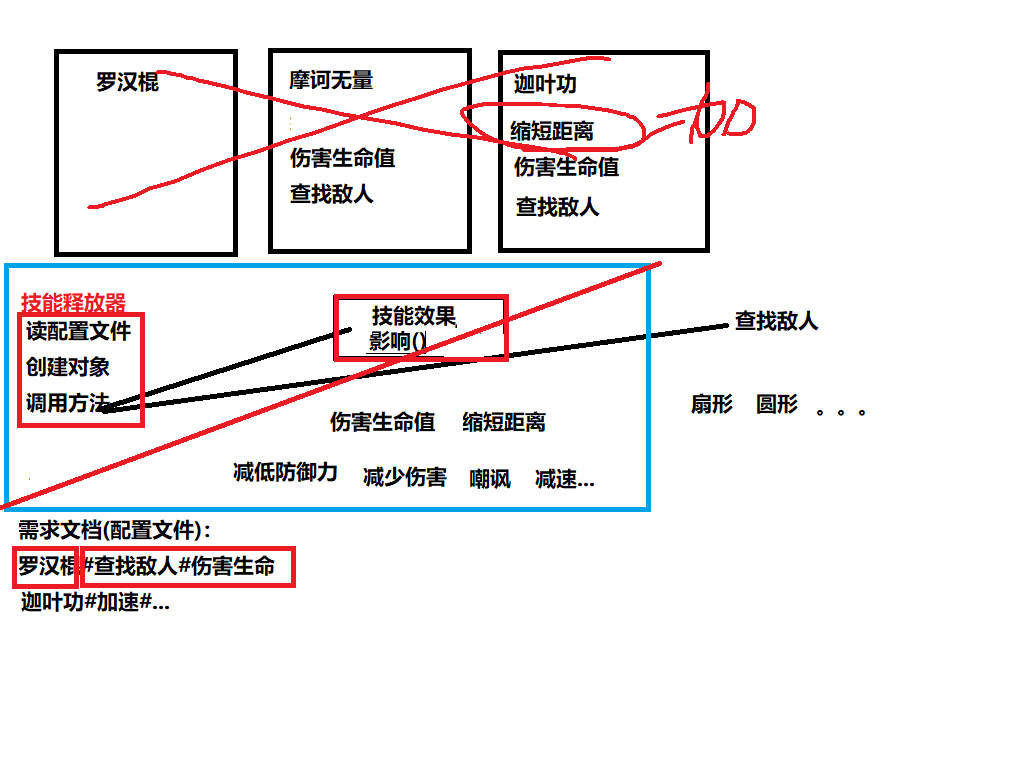 罗汉棍
摩诃无量
伤害生命值
查找敌人
迦叶功
缩短距离
伤害生命值
查找敌人
技能释放器
读配置文件
创建对象
调用方法
技能效果
影响()
查找敌人
扇形 圆形 。。。
伤害生命值 缩短距离
减低防御力 减少伤害 嘲讽 减速...
需求文档(配置文件)：
罗汉棍#查找敌人#伤害生命
迦叶功#加速#...